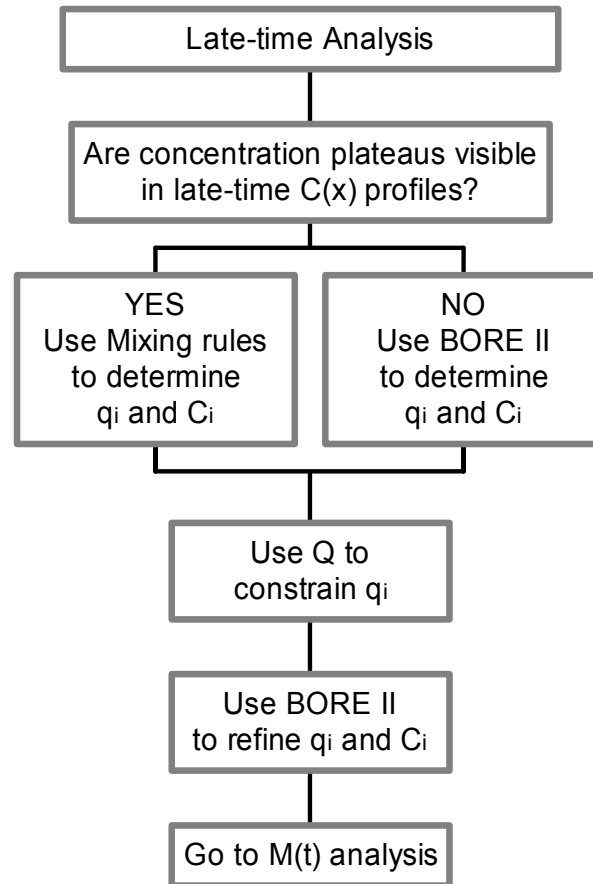 Late-time Analysis
Are concentration plateaus visible
in late-time C(x) profiles?
YES
Use Mixing rules
to determine
qi and Ci
NO
Use BORE II
to determine
qi and Ci
Use Q to
constrain qi
Use BORE II
to refine qi and Ci
Go to M(t) analysis